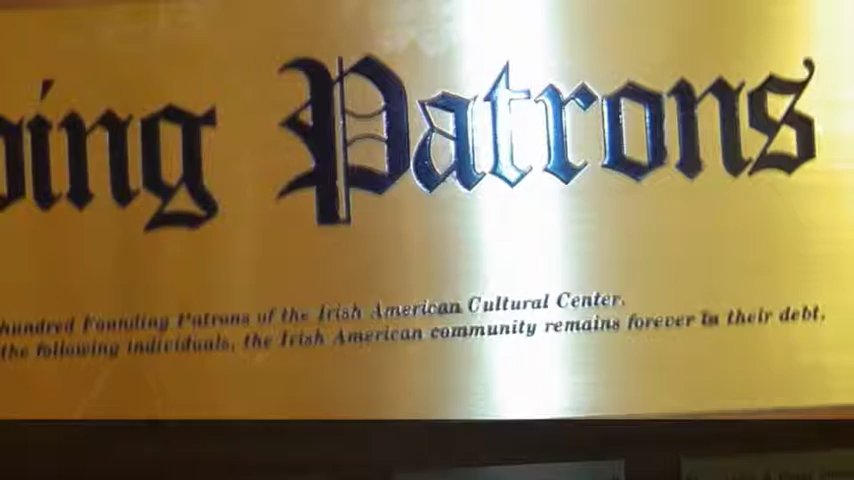 ing Patrons
hundred Founding Patrons of the Irish American Cultural Center.
the following individuals, the Irish American community remains forever in their debt.